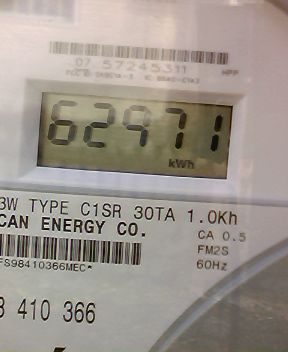 07 57245311
HPP
62971
kWh
3W TYPE C1SR 30TA 1.0Kh
CAN ENERGY CO.
CA 0.5
FM2S
FS98410366MEC*
60Hz
3 410 366